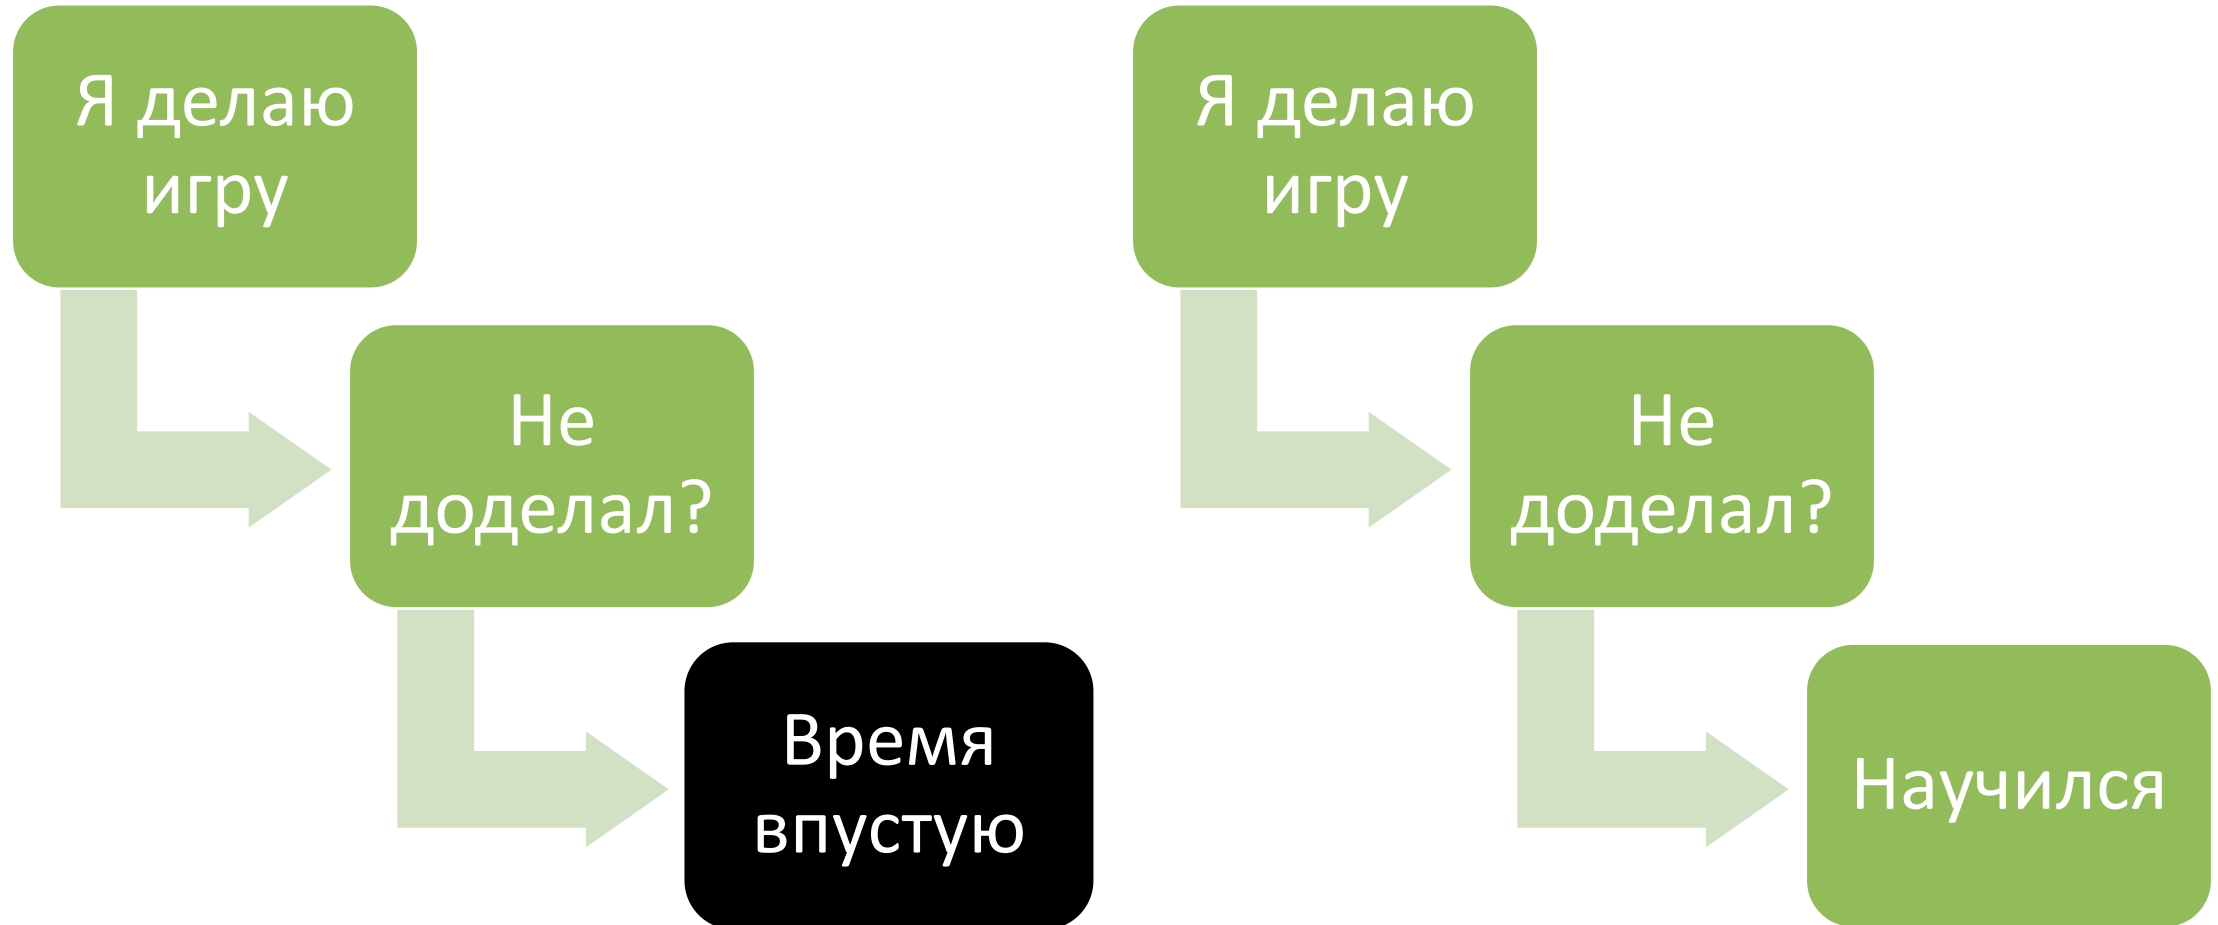 Я делаю
игру
Не
доделал?
Время
впустую
Я делаю
игру
Не
доделал?
Научился